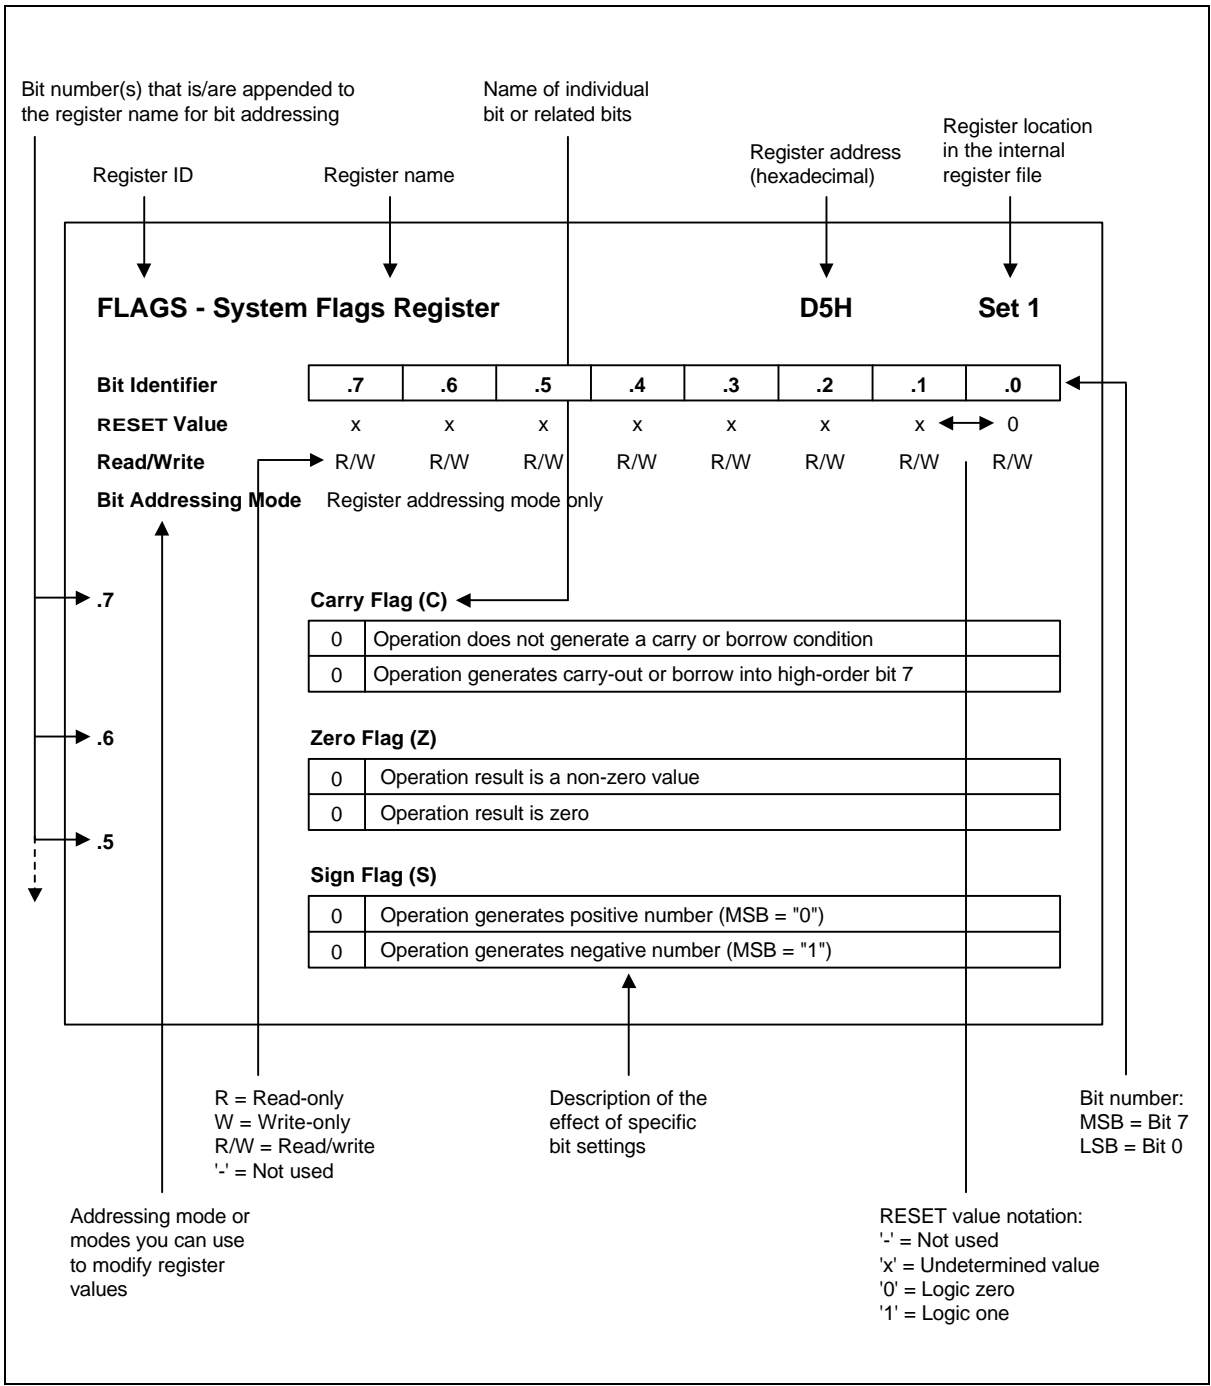 Bit number(s) that is/are appended to
the register name for bit addressing
Name of individual
bit or related bits
Register location
in the internal
register file
Register address
(hexadecimal)
Register ID
Register name
FLAGS - System Flags Register D5H Set 1
Bit Identifier .7 .6 .5 .4 .3 .2 .1 .0
RESET Value x x x x x x x 0
Read/Write R/W R/W R/W R/W R/W R/W R/W R/W
Bit Addressing Mode Register addressing mode only
.7 Carry Flag (C)
0 Operation does not generate a carry or borrow condition
0 Operation generates carry-out or borrow into high-order bit 7
.6 Zero Flag (Z)
0 Operation result is a non-zero value
0 Operation result is zero
.5
Sign Flag (S)
0 Operation generates positive number (MSB = "0")
0 Operation generates negative number (MSB = "1")
R = Read-only
W = Write-only
R/W = Read/write
'-' = Not used
Description of the
effect of specific
bit settings
Bit number:
MSB = Bit 7
LSB = Bit 0
Addressing mode or
modes you can use
to modify register
values
RESET value notation:
'-' = Not used
'x' = Undetermined value
'0' = Logic zero
'1' = Logic one